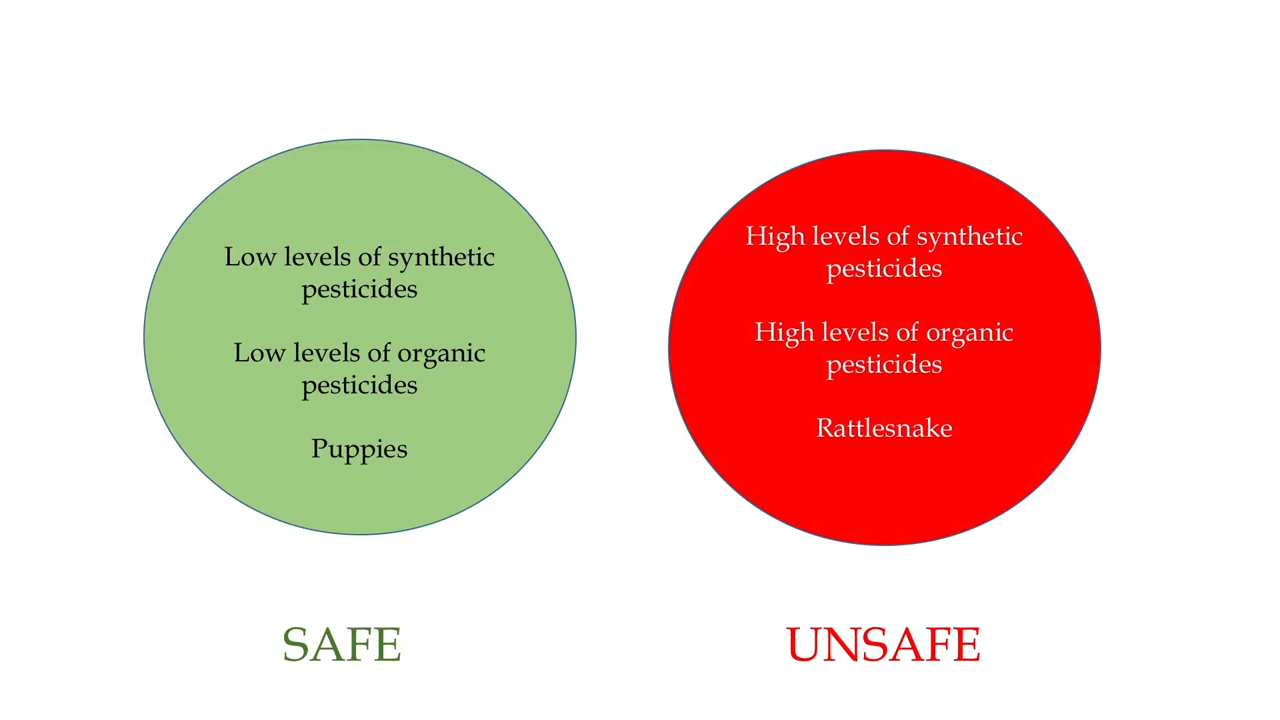 Low levels of synthetic
pesticides
Low levels of organic
pesticides
Puppies
High levels of synthetic
pesticides
High levels of organic
pesticides
Rattlesnake
SAFE
UNSAFE